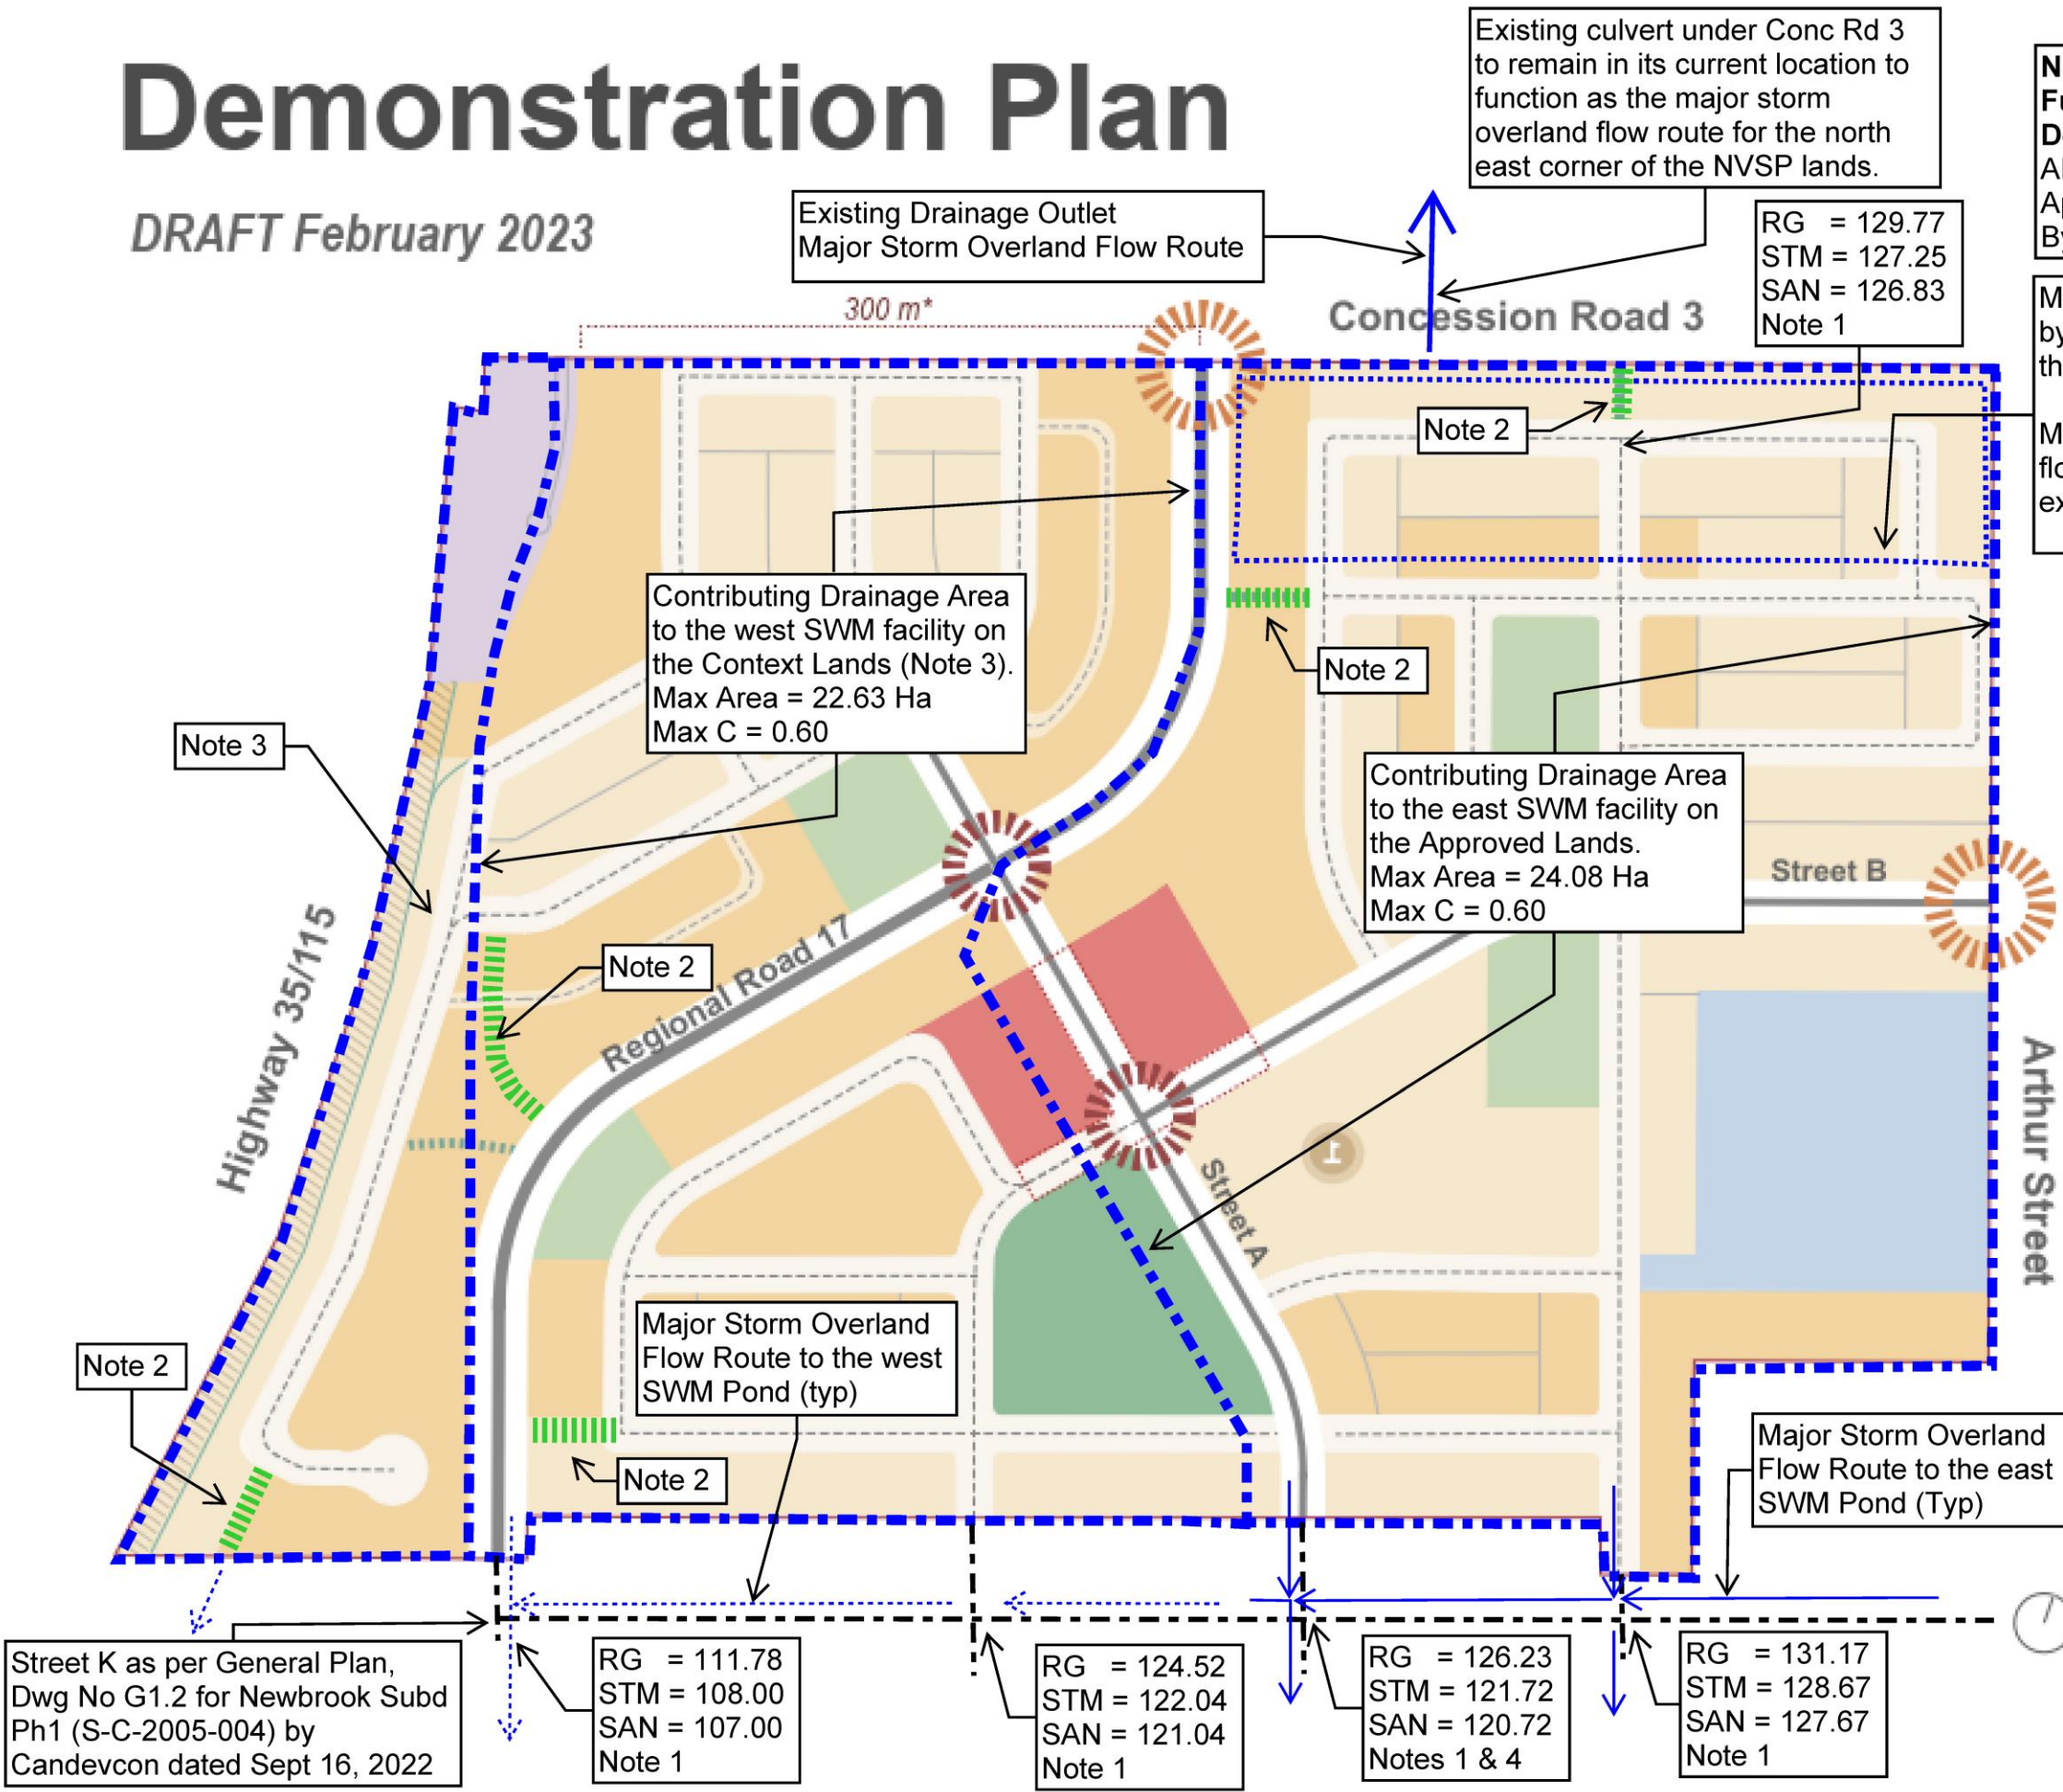 Demonstration Plan
DRAFT February 2023
Existing culvert under Conc Rd 3
to remain in its current location to
function as the major storm
overland flow route for the north
east corner of the NVSP lands.
Existing Drainage Outlet
Major Storm Overland Flow Route
RG = 129.77
STM = 127.25
SAN = 126.83
Note 1
300 m*
Concession Road 3
Note 2
Contributing Drainage Area
to the west SWM facility on
the Context Lands (Note 3).
Max Area = 22.63 Ha
Max C = 0.60
Note 2
Note 3
Contributing Drainage Area
to the east SWM facility on
the Approved Lands.
Max Area = 24.08 Ha
Max C = 0.60
Street B
Note 2
Regional Road 17
Highway 35/115
Arthur Street
Street A
Major Storm Overland
Flow Route to the west
SWM Pond (typ)
Note 2
Note 2
Major Storm Overland
Flow Route to the east
SWM Pond (Typ)
Street K as per General Plan,
Dwg No G1.2 for Newbrook Subd
Ph1 (S-C-2005-004) by
Candevcon dated Sept 16, 2022
RG = 111.78
STM = 108.00
SAN = 107.00
Note 1
RG = 124.52
STM = 122.04
SAN = 121.04
Note 1
RG = 126.23
STM = 121.72
SAN = 120.72
Notes 1 & 4
RG = 131.17
STM = 128.67
SAN = 127.67
Note 1